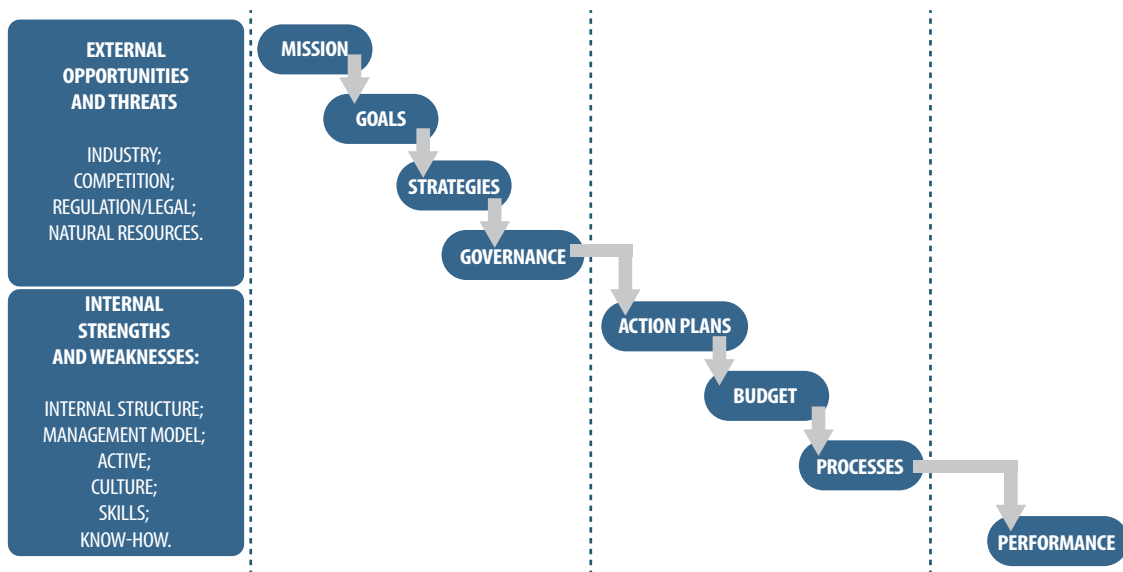 EXTERNAL
OPPORTUNITIES
AND THREATS
INDUSTRY;
COMPETITION;
REGULATION/LEGAL;
NATURAL RESOURCES.
INTERNAL
STRENGTHS
AND WEAKNESSES:
INTERNAL STRUCTURE;
MANAGEMENT MODEL;
ACTIVE;
CULTURE;
SKILLS;
KNOW-HOW.
MISSION
GOALS
STRATEGIES
GOVERNANCE
ACTION PLANS
BUDGET
PROCESSES
PERFORMANCE